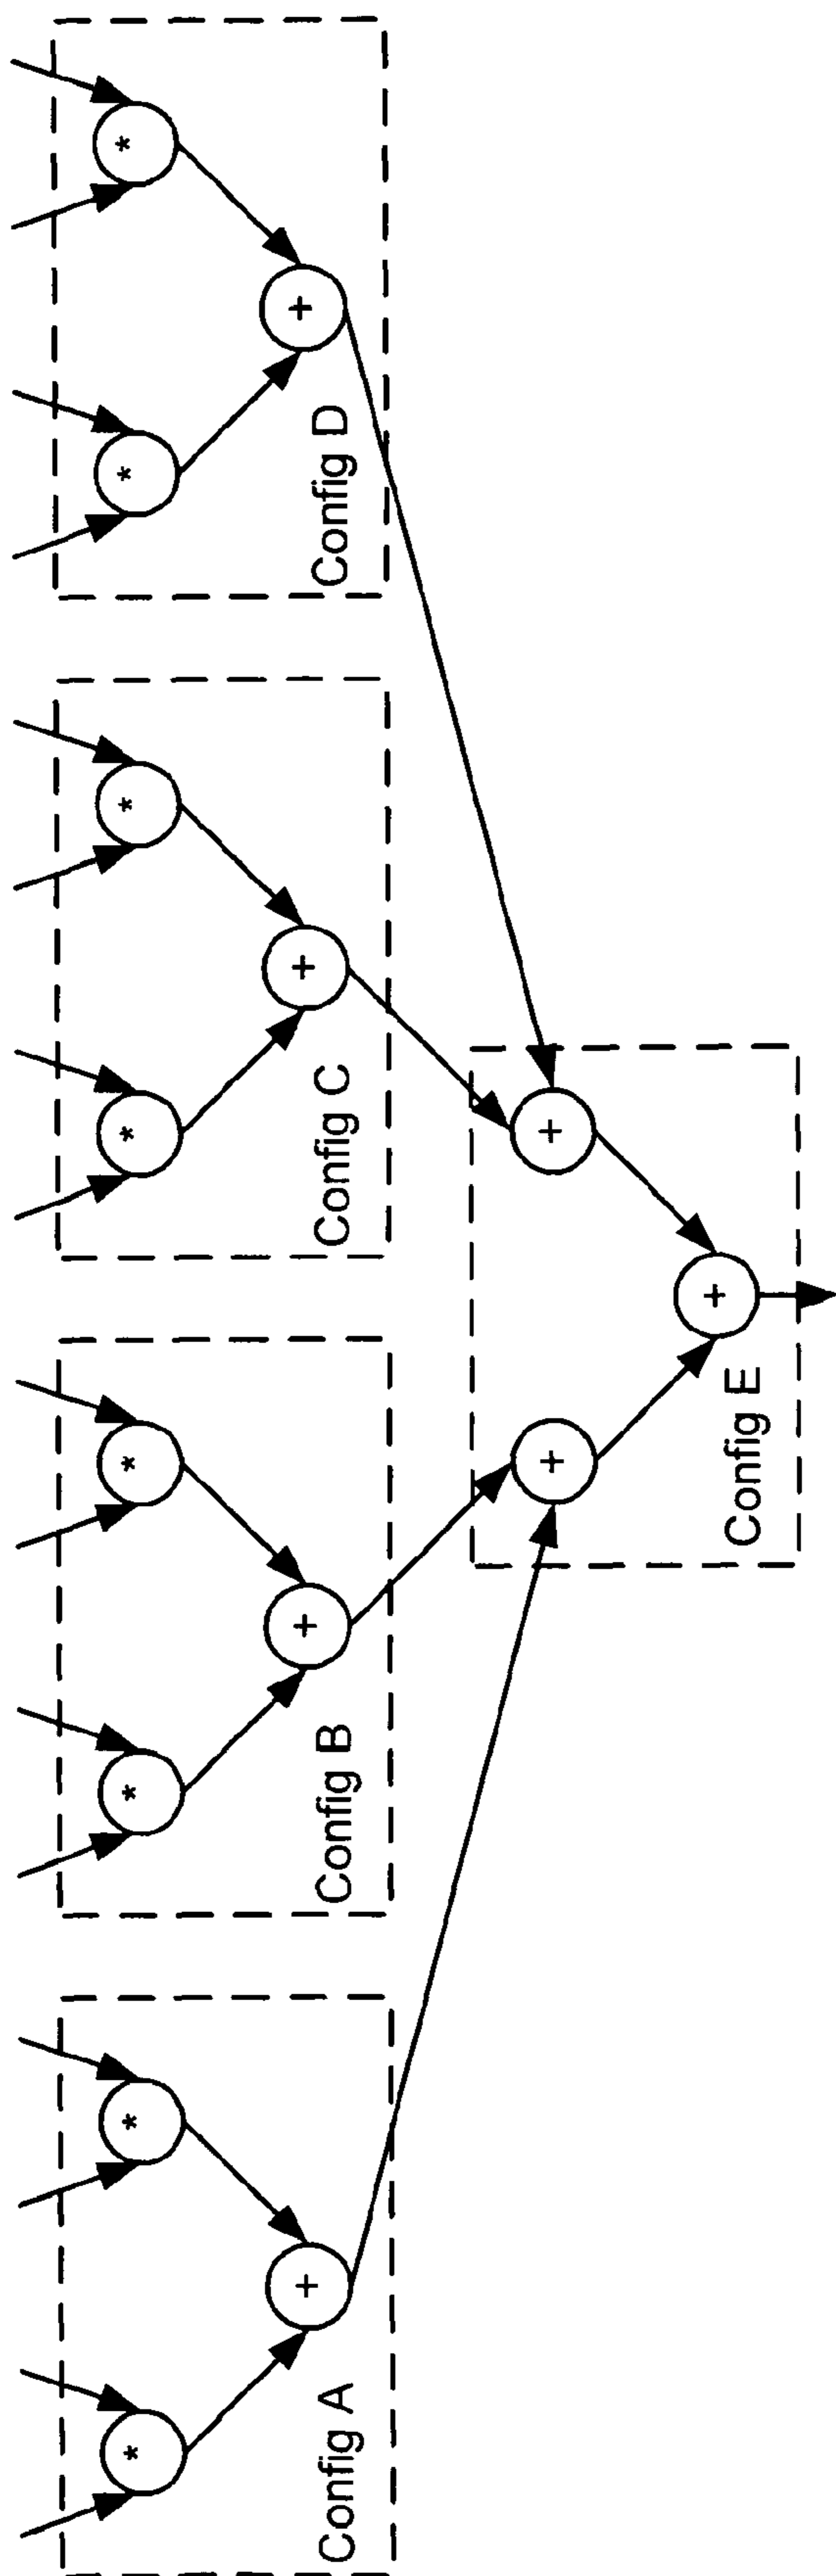 * * * * * * * *
+ + + +
Config A Config B Config C Config D
+ +
+
Config E